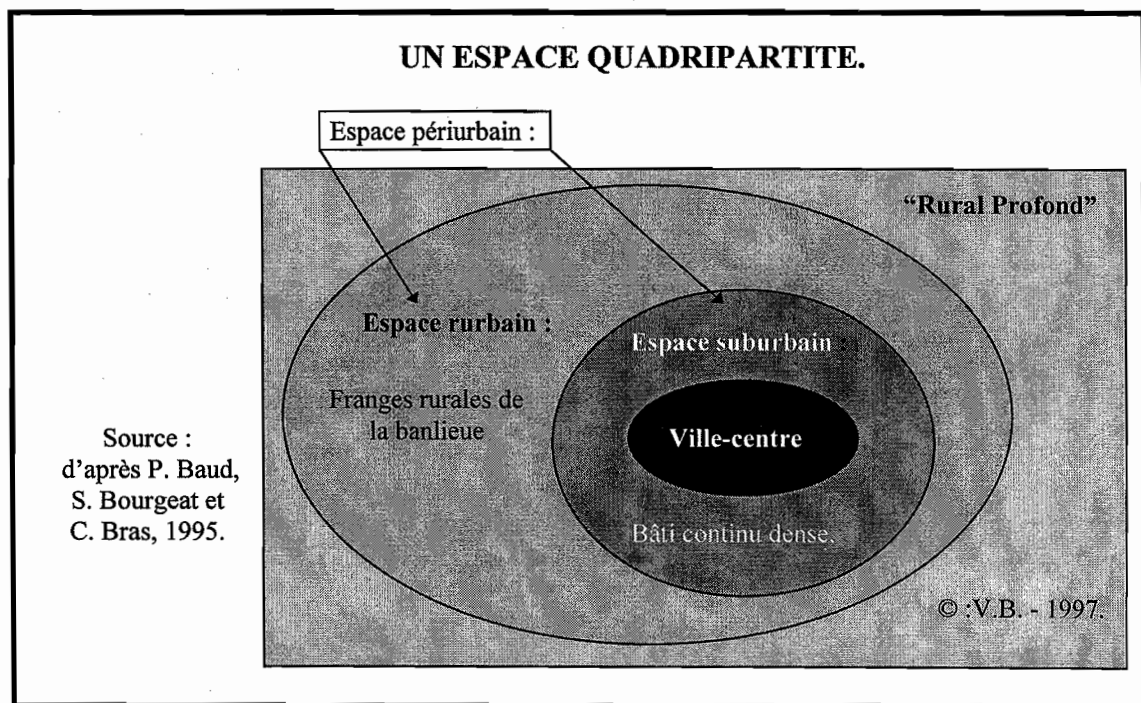 UN ESPACE QUADRIPARTITE.
Espace périurbain :
“Rural Profond”
Espace rurbain :
Espace suburbain :
Franges rurales de
la banlieue
Ville-centre
Source :
d’après P. Baud,
S. Bourgeat et
C. Bras, 1995.
Bâti continu dense.
© :V.B. - 1997.